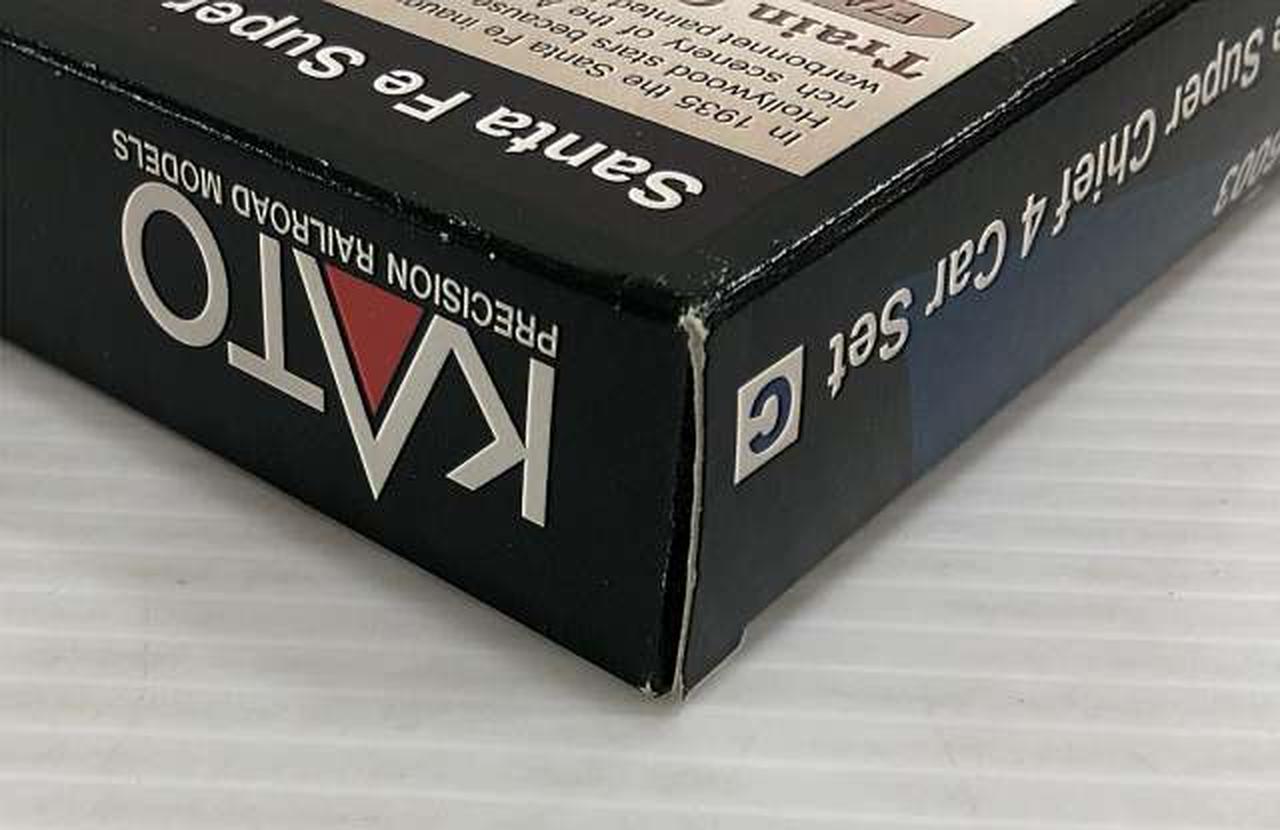 KATO
PRECISION RAILROAD MODELS
Santa Fe Super
In 1935 the Santa Fe
Hollywood stars because
rich scenery of the
warbonnet painted
Train
Super Chief 4 Car Set
C